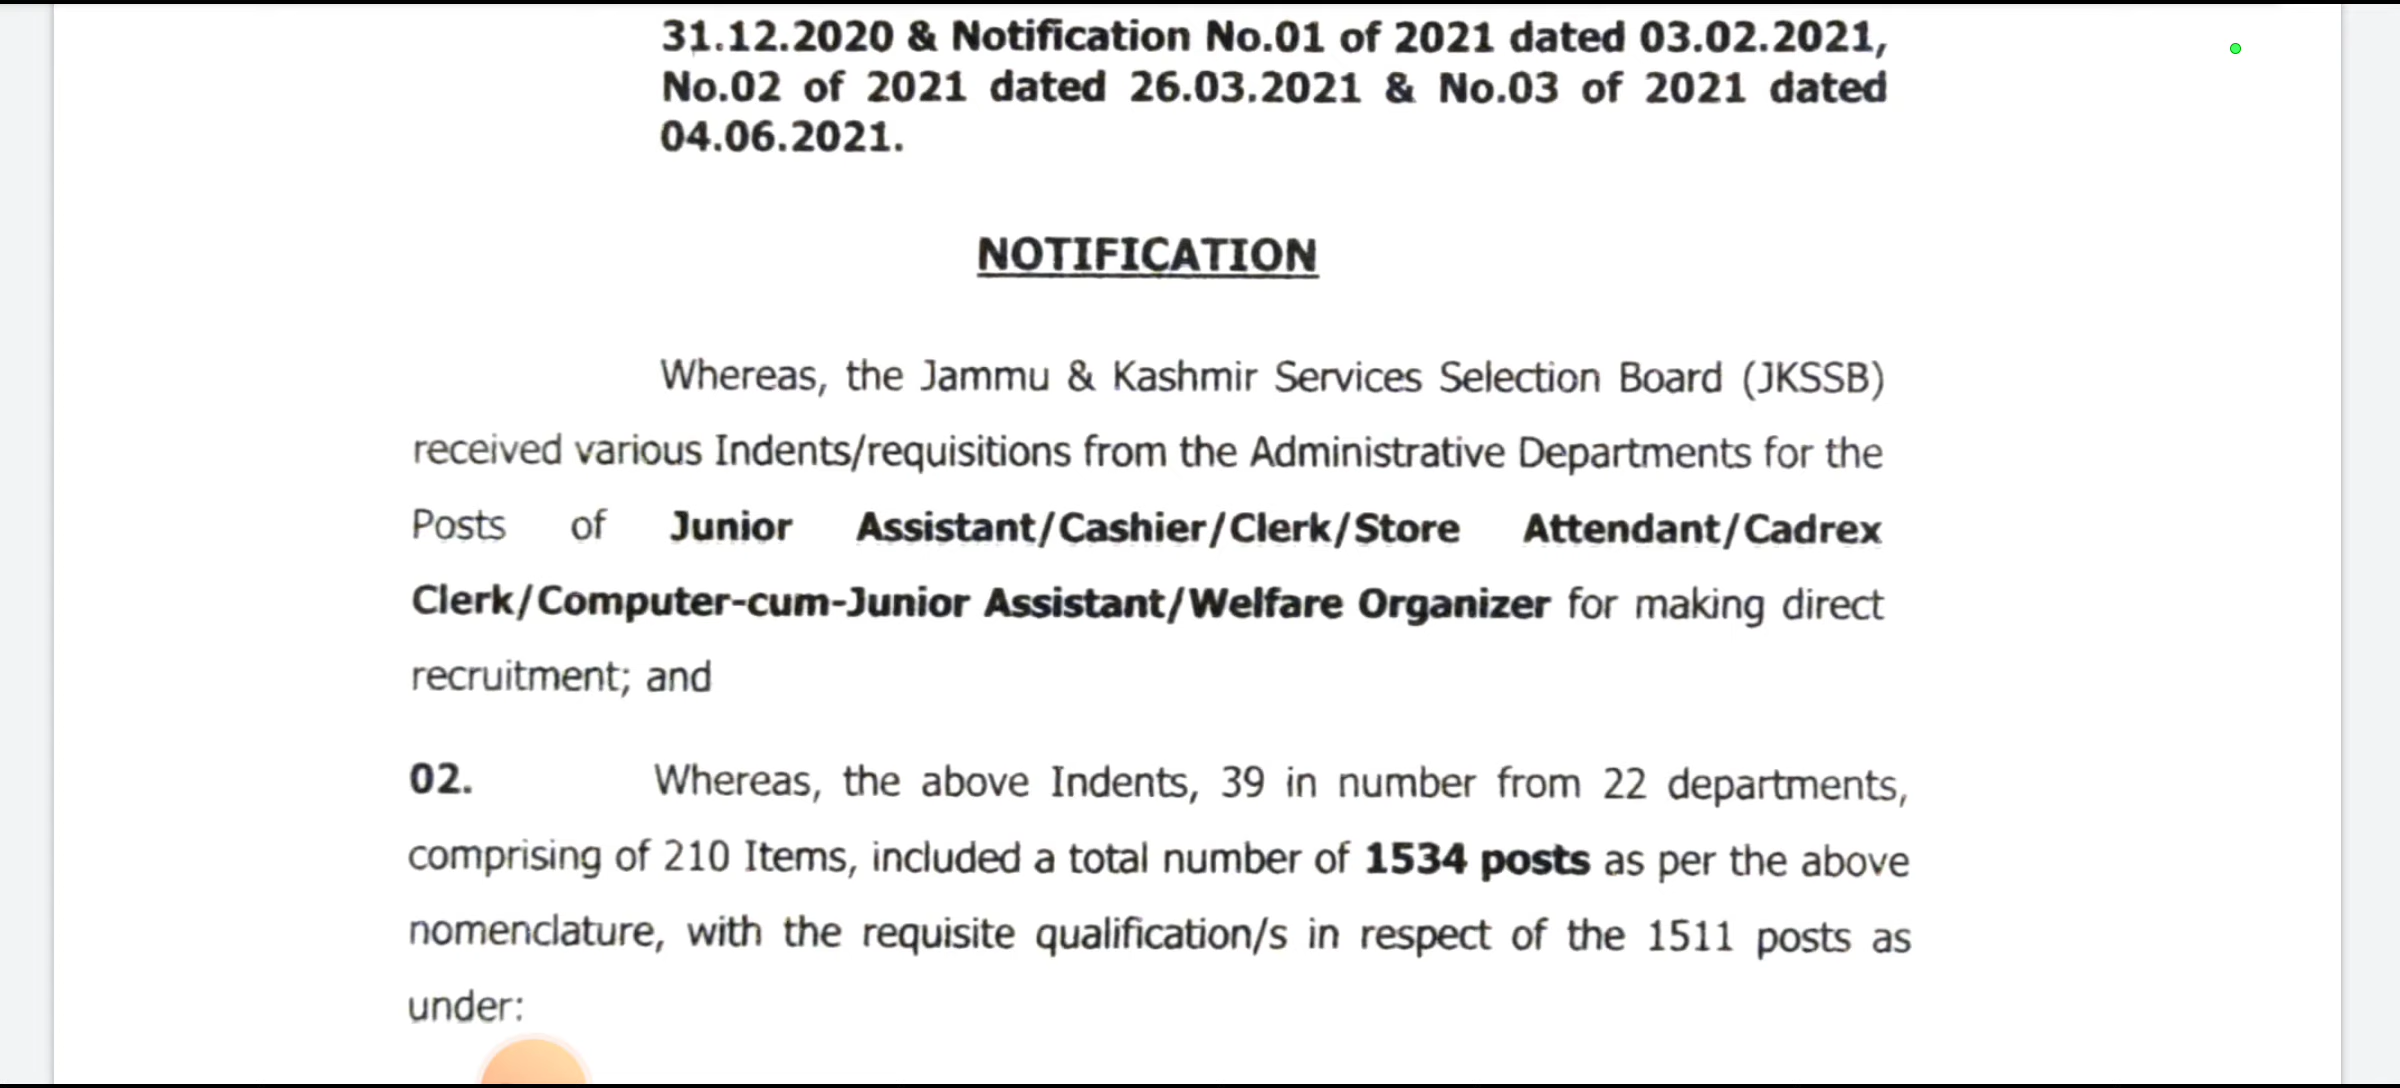 31.12.2020 & Notification No.01 of 2021 dated 03.02.2021,
No.02 of 2021 dated 26.03.2021 & No.03 of 2021 dated
04.06.2021.
NOTIFICATION
Whereas, the Jammu & Kashmir Services Selection Board (JKSSB)
received various Indents/requisitions from the Administrative Departments for the
Posts of Junior Assistant/Cashier/Clerk/Store Attendant/Cadrex
Clerk/Computer-cum-Junior Assistant/Welfare Organizer for making direct
recruitment; and
02. Whereas, the above Indents, 39 in number from 22 departments,
comprising of 210 Items, included a total number of 1534 posts as per the above
nomenclature, with the requisite qualification/s in respect of the 1511 posts as
under: